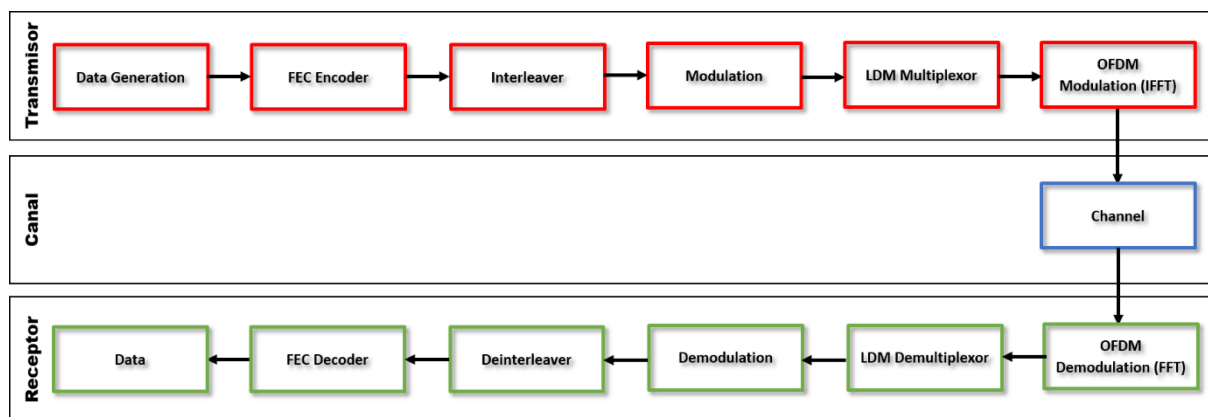 Transmisor
Data Generation
FEC Encoder
Interleaver
Modulation
LDM Multiplexor
OFDM
Modulation (IFFT)
Canal
Channel
Receptor
Data
FEC Decoder
Deinterleaver
Demodulation
LDM Demultiplexor
OFDM
Demodulation (FFT)